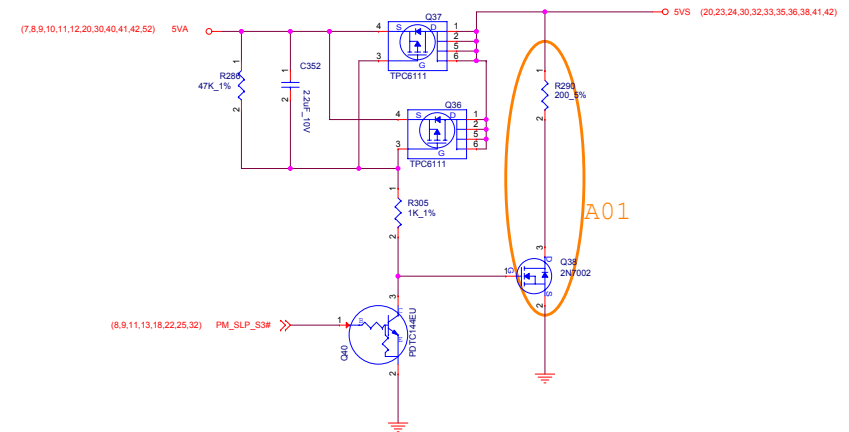 (7,8,9,10,11,12,20,30,40,41,42,52) 5VA
5VS (20,23,24,30,32,33,35,36,38,41,42)
Q37
4 S D 1
2
5
3 G 6
TPC6111
1
R286
47K_1%
2
1
C352
2.2uF_10V
2
Q36
4 S D 1
2
5
3 G 6
TPC6111
1
R290
200_5%
2
A01
1
R305
1K_1%
2
3
D
Q38
2N7002
1 G
S
2
(8,9,11,13,18,22,25,32) PM_SLP_S3#
1 B
3
C
E
2
Q40
PDTC144EU